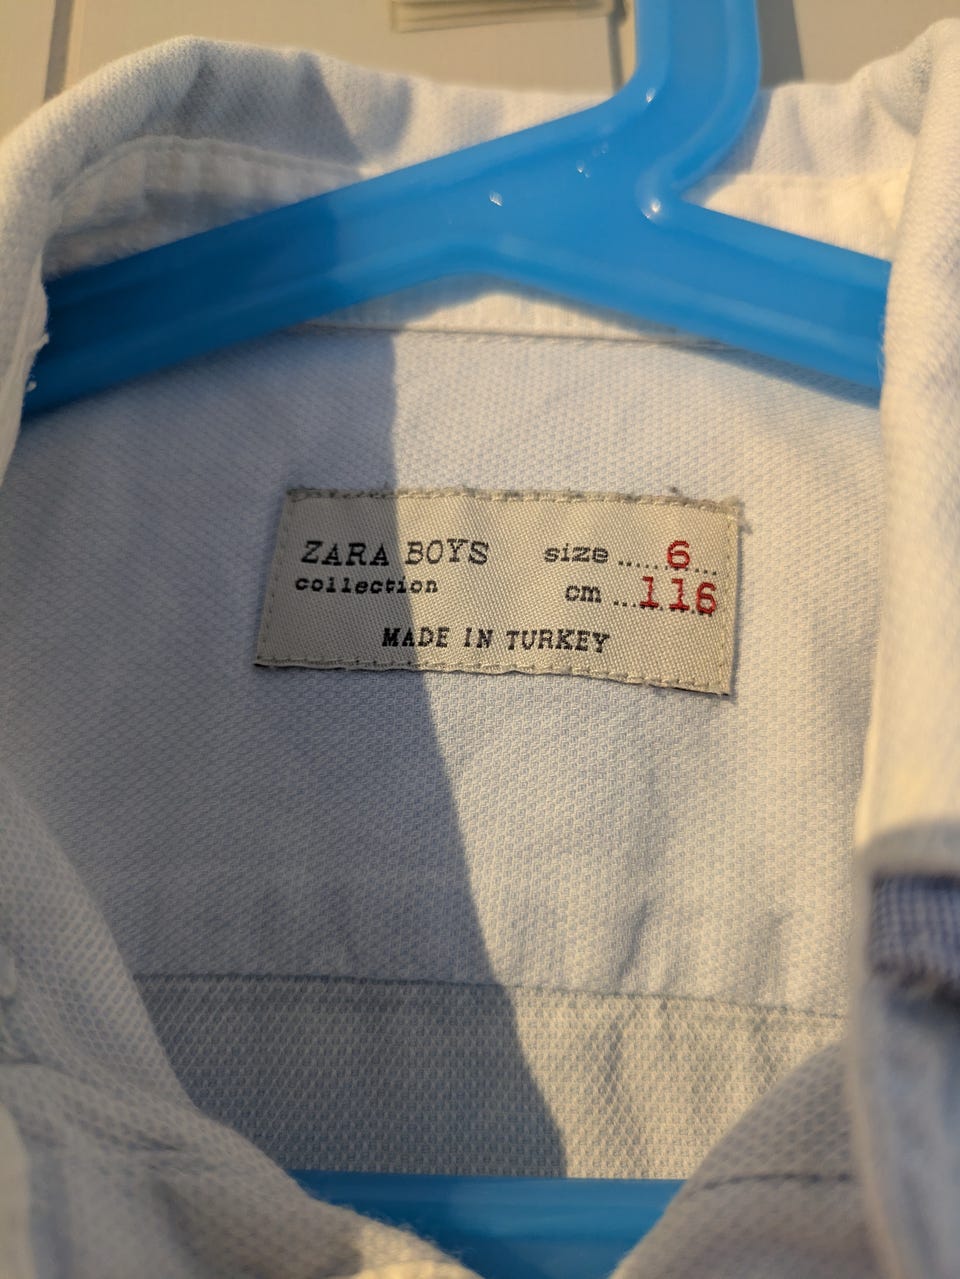 ZARA BOYS size ..... 6 ...
collection cm ... 116
MADE IN TURKEY